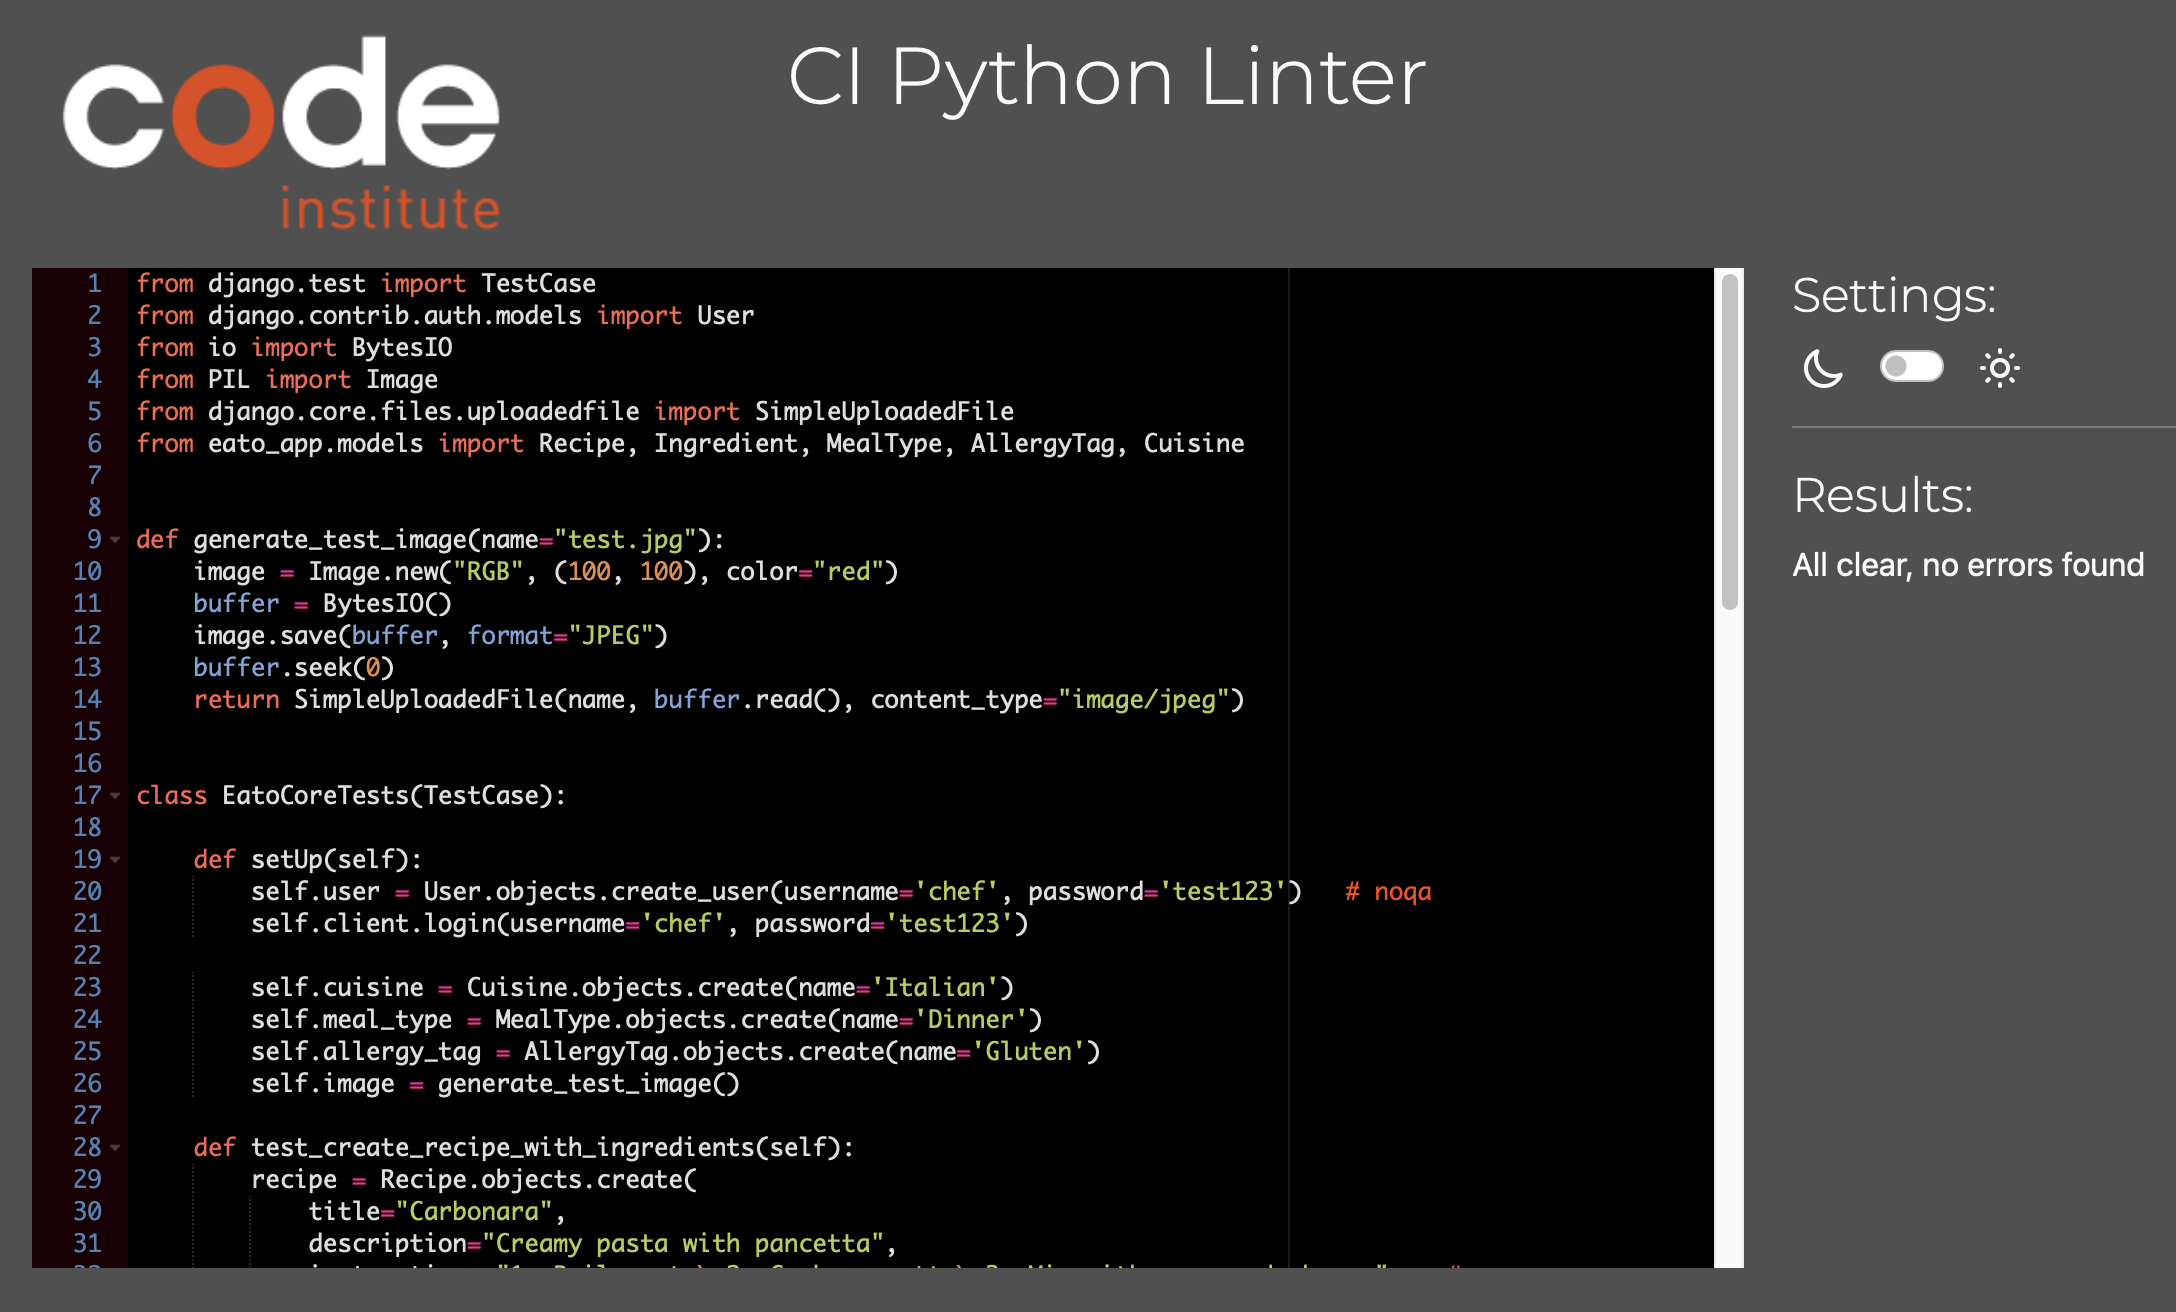 code
institute
CI Python Linter
1 from django.test import TestCase
2 from django.contrib.auth.models import User
3 from io import BytesIO
4 from PIL import Image
5 from django.core.files.uploadedfile import SimpleUploadedFile
6 from eato_app.models import Recipe, Ingredient, MealType, AllergyTag, Cuisine
7
8
9 def generate_test_image(name="test.jpg"):
10     image = Image.new("RGB", (100, 100), color="red")
11     buffer = BytesIO()
12     image.save(buffer, format="JPEG")
13     buffer.seek(0)
14     return SimpleUploadedFile(name, buffer.read(), content_type="image/jpeg")
15
16
17 class EatoCoreTests(TestCase):
18
19     def setUp(self):
20         self.user = User.objects.create_user(username='chef', password='test123')   # noqa
21         self.client.login(username='chef', password='test123')
22
23         self.cuisine = Cuisine.objects.create(name='Italian')
24         self.meal_type = MealType.objects.create(name='Dinner')
25         self.allergy_tag = AllergyTag.objects.create(name='Gluten')
26         self.image = generate_test_image()
27
28     def test_create_recipe_with_ingredients(self):
29         recipe = Recipe.objects.create(
30             title="Carbonara",
31             description="Creamy pasta with pancetta",
Settings:
Results:
All clear, no errors found